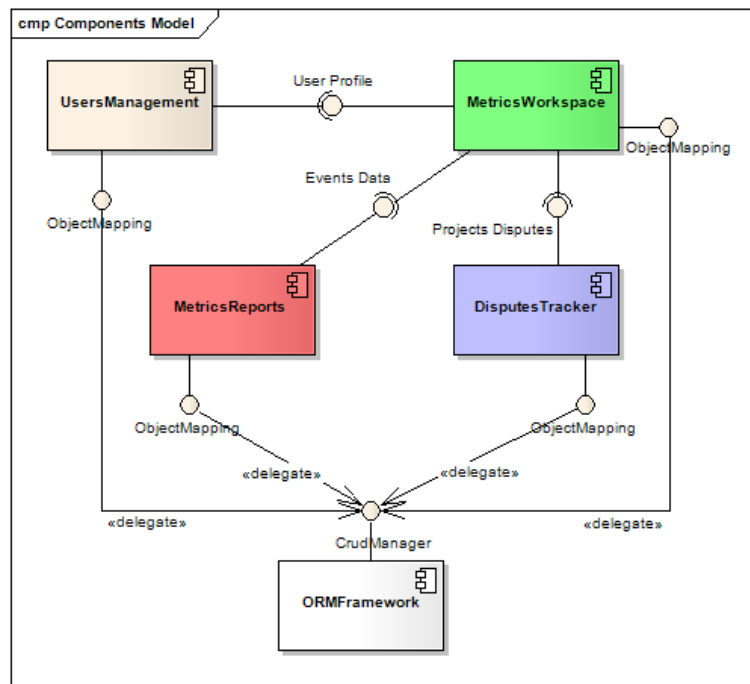 cmp Components Model
User Profile
UsersManagement
MetricsWorkspace
ObjectMapping
Events Data
ObjectMapping
Projects Disputes
MetricsReports
DisputesTracker
ObjectMapping
ObjectMapping
«delegate»
«delegate»
«delegate»
«delegate»
CrudManager
ORMFramework